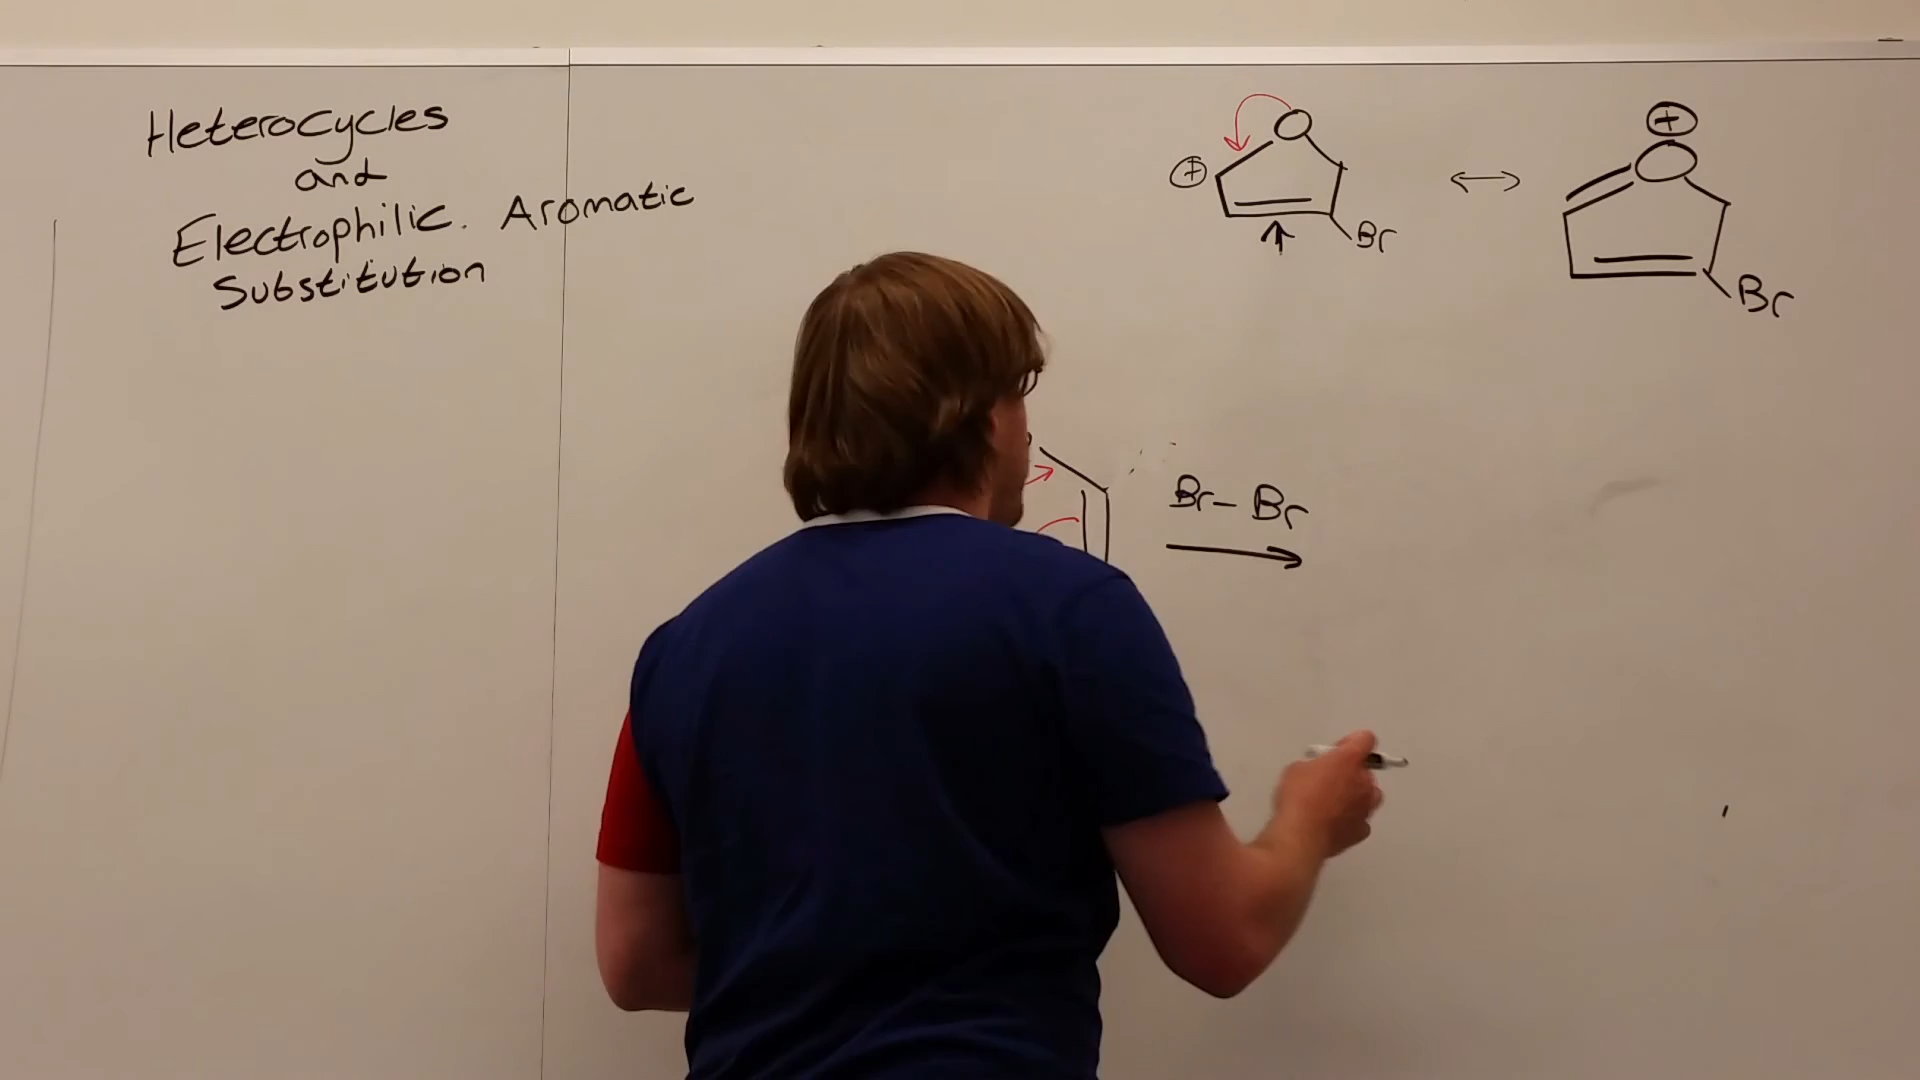 Heterocycles
and
Electrophilic. Aromatic
Substitution
O
+
Br
+
O
Br
Br-Br